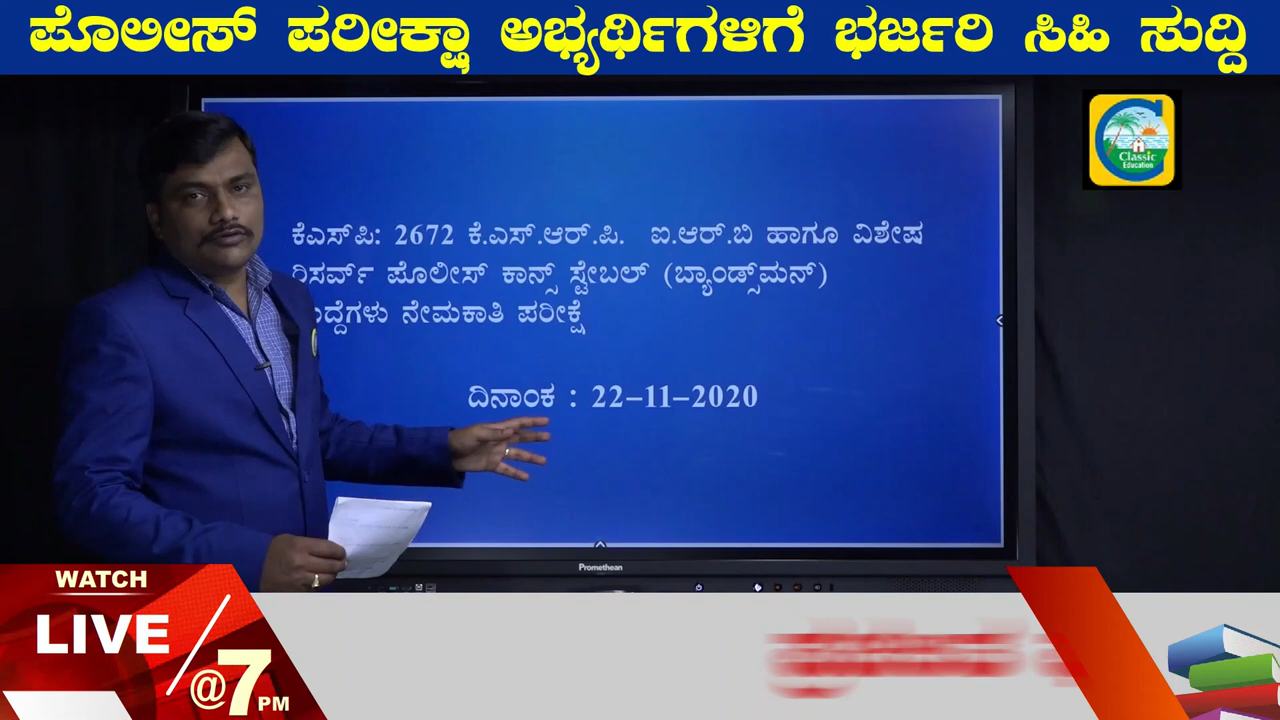 ಪೊಲೀಸ್ ಪರೀಕ್ಷಾ ಅಭ್ಯರ್ಥಿಗಳಿಗೆ ಭರ್ಜರಿ ಸಿಹಿ ಸುದ್ದಿ
Classic
Education
ಕೆಎಸ್‌ಪಿ: 2672 ಕೆ.ಎಸ್.ಆರ್.ಪಿ. ಐ.ಆರ್.ಬಿ ಹಾಗೂ ವಿಶೇಷ
ರಿಸರ್ವ್ ಪೊಲೀಸ್ ಕಾನ್ಸ್ ಸ್ಟೇಬಲ್ (ಬ್ಯಾಂಡ್ಸ್‌ಮನ್)
ನೇಮಕಾತಿ ಪರೀಕ್ಷೆ
ದಿನಾಂಕ : 22-11-2020
Promethean
WATCH
LIVE
@7PM